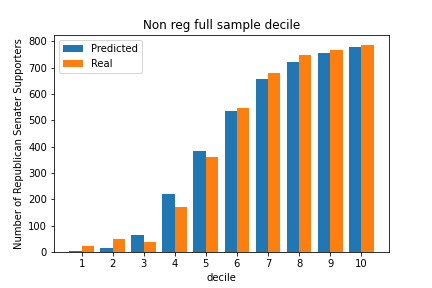 Non reg full sample decile
Number of Republican Senater Supporters
800
700
600
500
400
300
200
100
0
Predicted
Real
1 2 3 4 5 6 7 8 9 10
decile